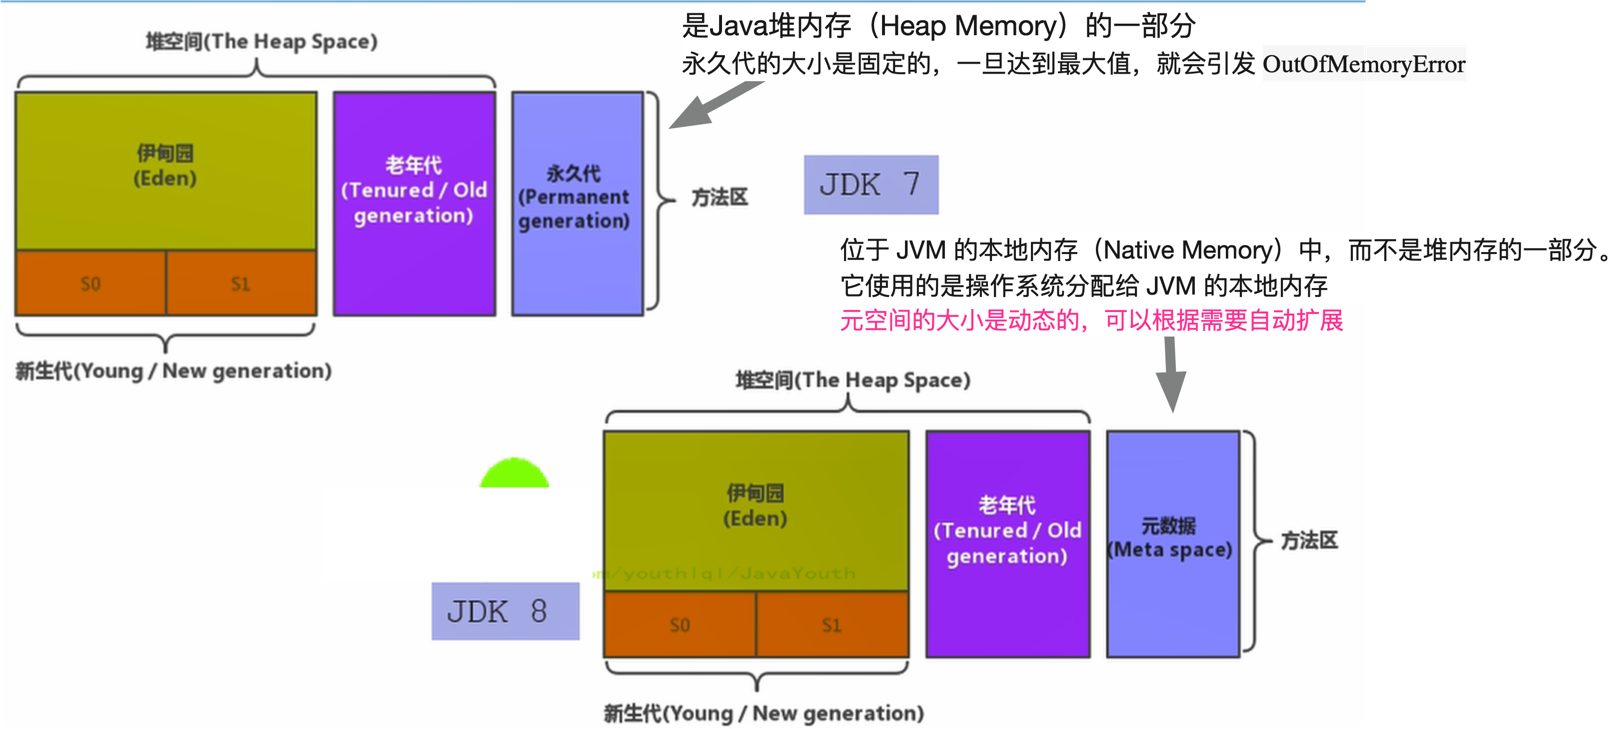 是Java堆内存（Heap Memory）的一部分
永久代的大小是固定的，一旦达到最大值，就会引发 OutOfMemoryError
堆空间(The Heap Space)
伊甸园
(Eden)
S0
S1
老年代
(Tenured / Old
generation)
永久代
(Permanent
generation)
方法区
JDK 7
新生代(Young / New generation)
位于 JVM 的本地内存（Native Memory）中，而不是堆内存的一部分。
它使用的是操作系统分配给 JVM 的本地内存
元空间的大小是动态的，可以根据需要自动扩展
堆空间(The Heap Space)
伊甸园
(Eden)
/youthlql/JavaYouth
S0
S1
老年代
(Tenured / Old
generation)
元数据
(Meta space)
方法区
JDK 8
新生代(Young / New generation)